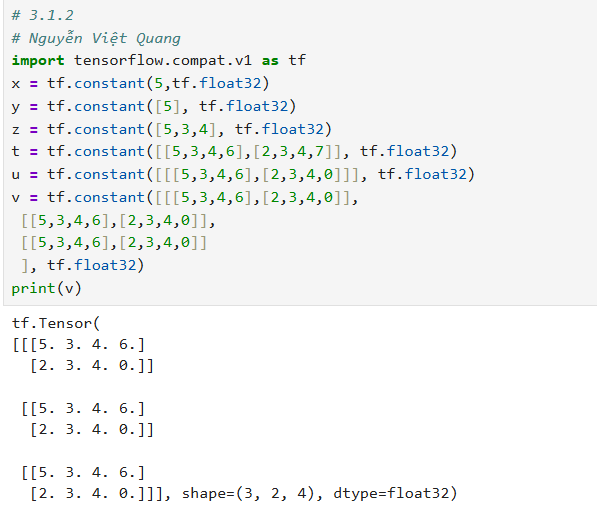 # 3.1.2
# Nguyễn Việt Quang
import tensorflow.compat.v1 as tf
x = tf.constant(5,tf.float32)
y = tf.constant([5], tf.float32)
z = tf.constant([5,3,4], tf.float32)
t = tf.constant([[5,3,4,6],[2,3,4,7]], tf.float32)
u = tf.constant([[[5,3,4,6],[2,3,4,0]]], tf.float32)
v = tf.constant([[[5,3,4,6],[2,3,4,0]],
 [[5,3,4,6],[2,3,4,0]],
 [[5,3,4,6],[2,3,4,0]]
 ], tf.float32)
print(v)
tf.Tensor(
[[[5. 3. 4. 6.]
  [2. 3. 4. 0.]]
 [[5. 3. 4. 6.]
  [2. 3. 4. 0.]]
 [[5. 3. 4. 6.]
  [2. 3. 4. 0.]]], shape=(3, 2, 4), dtype=float32)